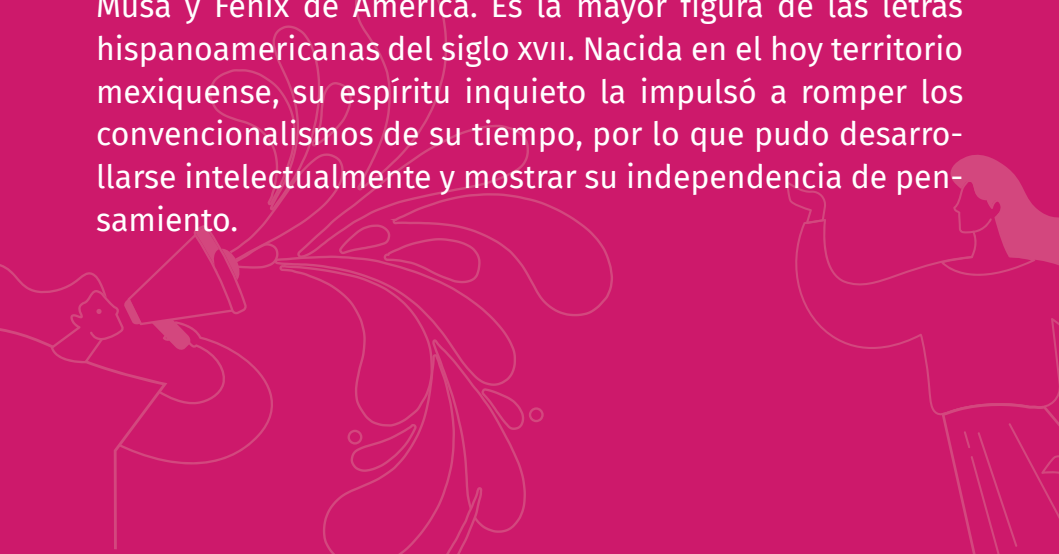 Musa y Fénix de América. Es la mayor figura de las letras
hispanoamericanas del siglo XVII. Nacida en el hoy territorio
mexiquense, su espíritu inquieto la impulsó a romper los
convencionalismos de su tiempo, por lo que pudo desarro-
llarse intelectualmente y mostrar su independencia de pen-
samiento.